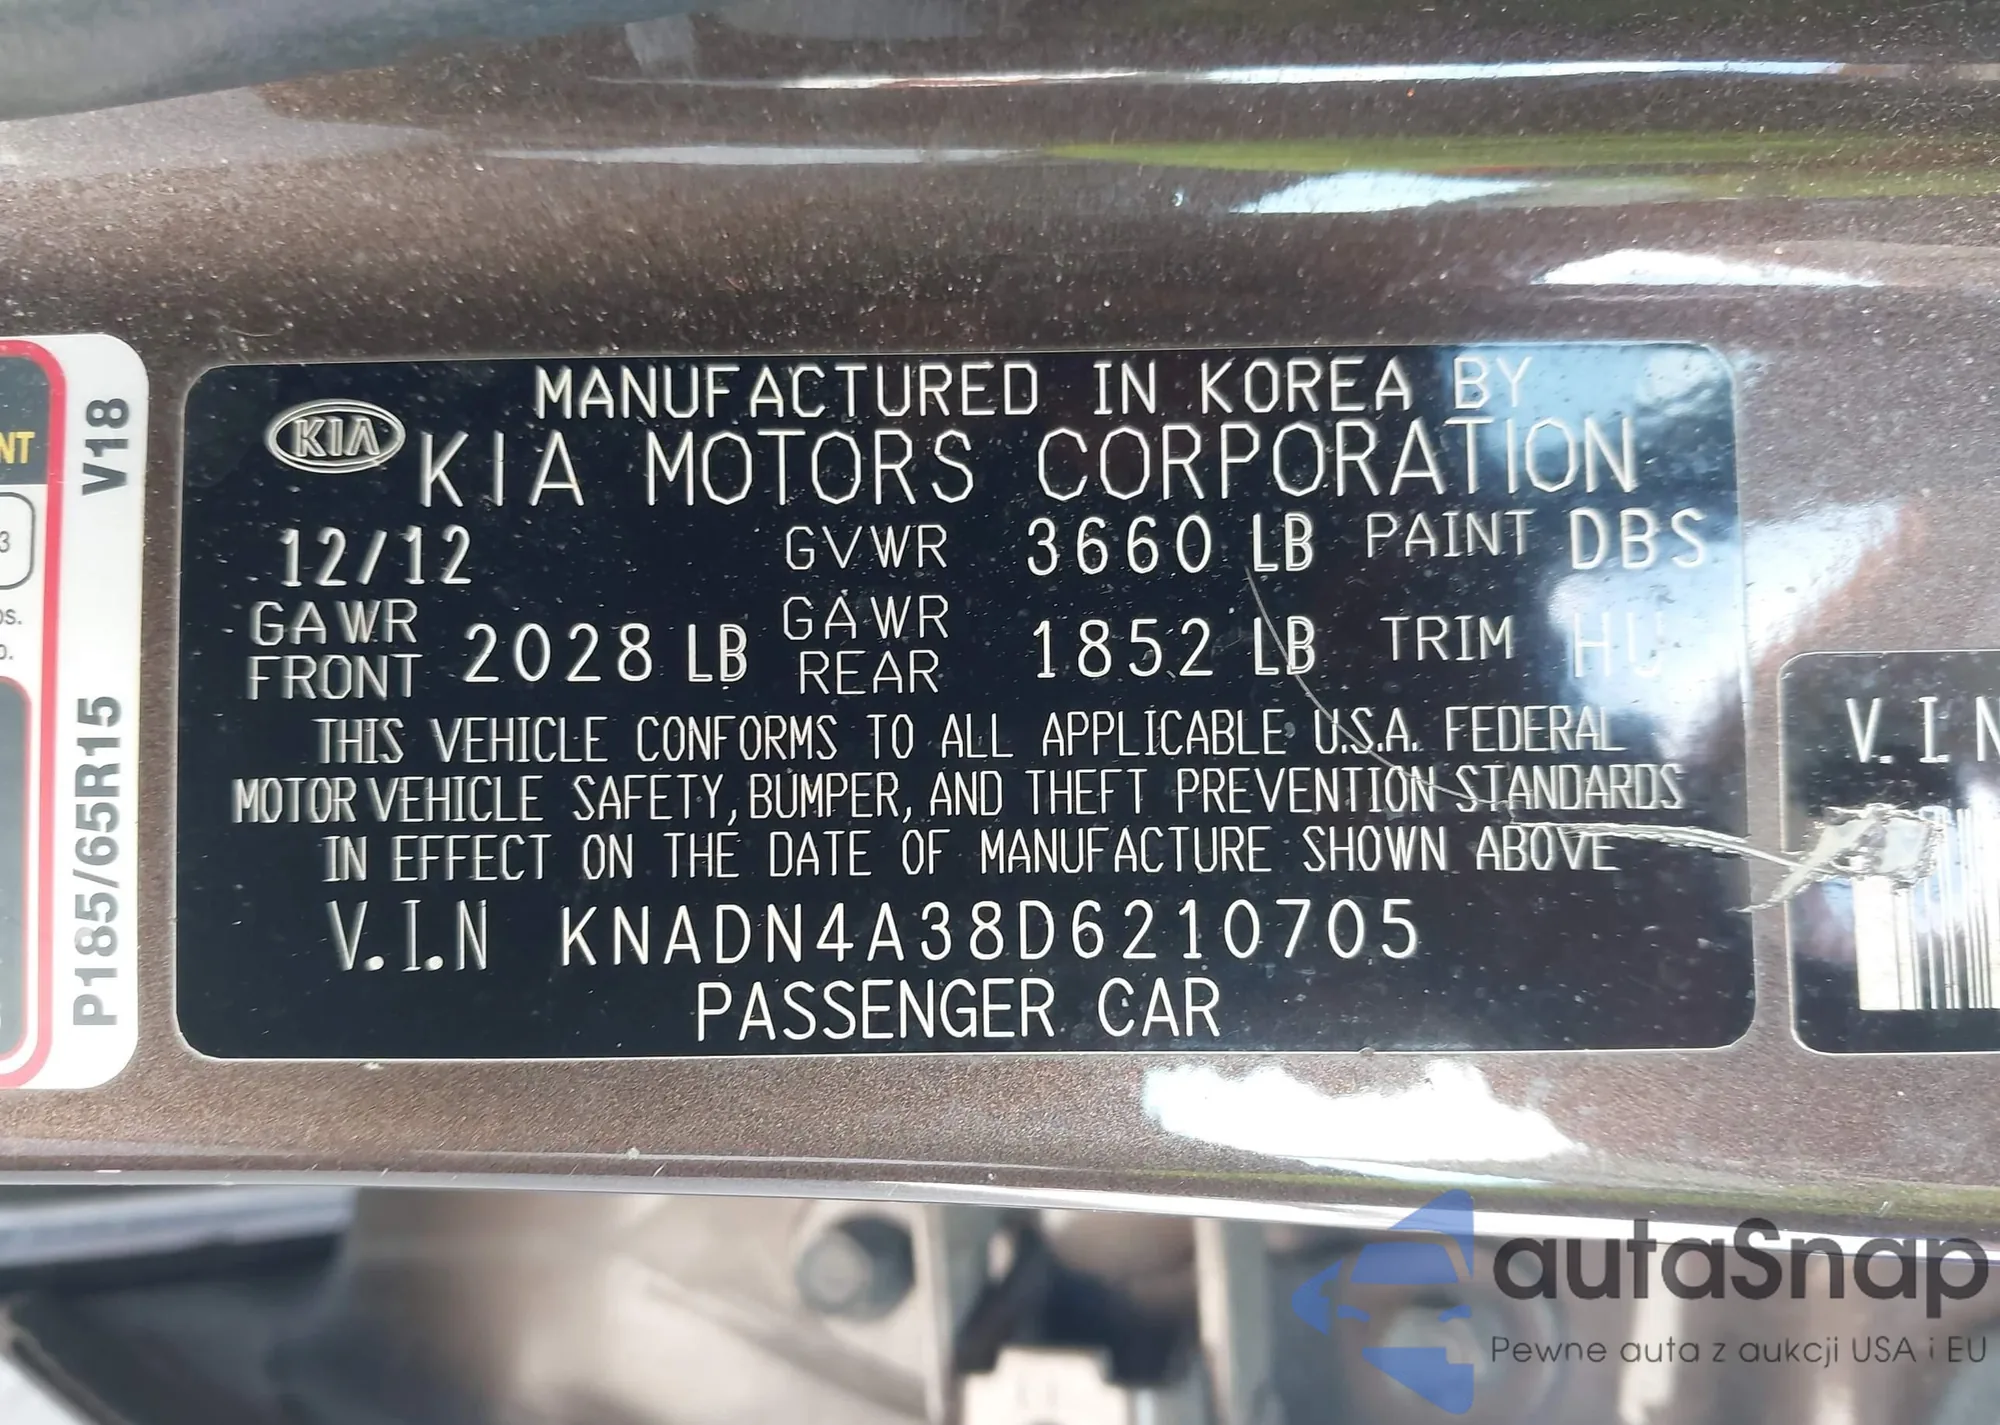 NT
3
os.
o.
V18
P185/65R15
KIA
MANUFACTURED IN KOREA BY
KIA MOTORS CORPORATION
12/12 GVWR 3660 LB PAINT DBS
GAWR FRONT 2028 LB GAWR REAR 1852 LB TRIM HU
THIS VEHICLE CONFORMS TO ALL APPLICABLE U.S.A. FEDERAL
MOTOR VEHICLE SAFETY, BUMPER, AND THEFT PREVENTION STANDARDS
IN EFFECT ON THE DATE OF MANUFACTURE SHOWN ABOVE
V.I.N KNADN4A38D6210705
PASSENGER CAR
V.I.N
autaSnap
Pewne auta z aukcji USA i EU